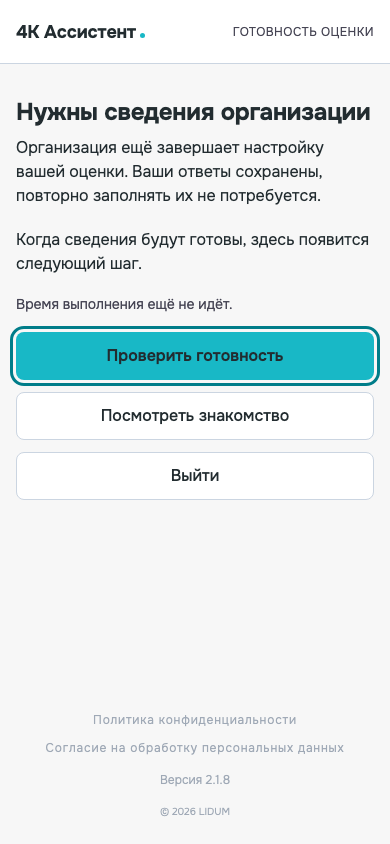 4K Ассистент
ГОТОВНОСТЬ ОЦЕНКИ
Нужны сведения организации
Организация ещё завершает настройку
вашей оценки. Ваши ответы сохранены,
повторно заполнять их не потребуется.
Когда сведения будут готовы, здесь появится
следующий шаг.
Время выполнения ещё не идёт.
Проверить готовность
Посмотреть знакомство
Выйти
Политика конфиденциальности
Согласие на обработку персональных данных
Версия 2.1.8
© 2026 LIDUM